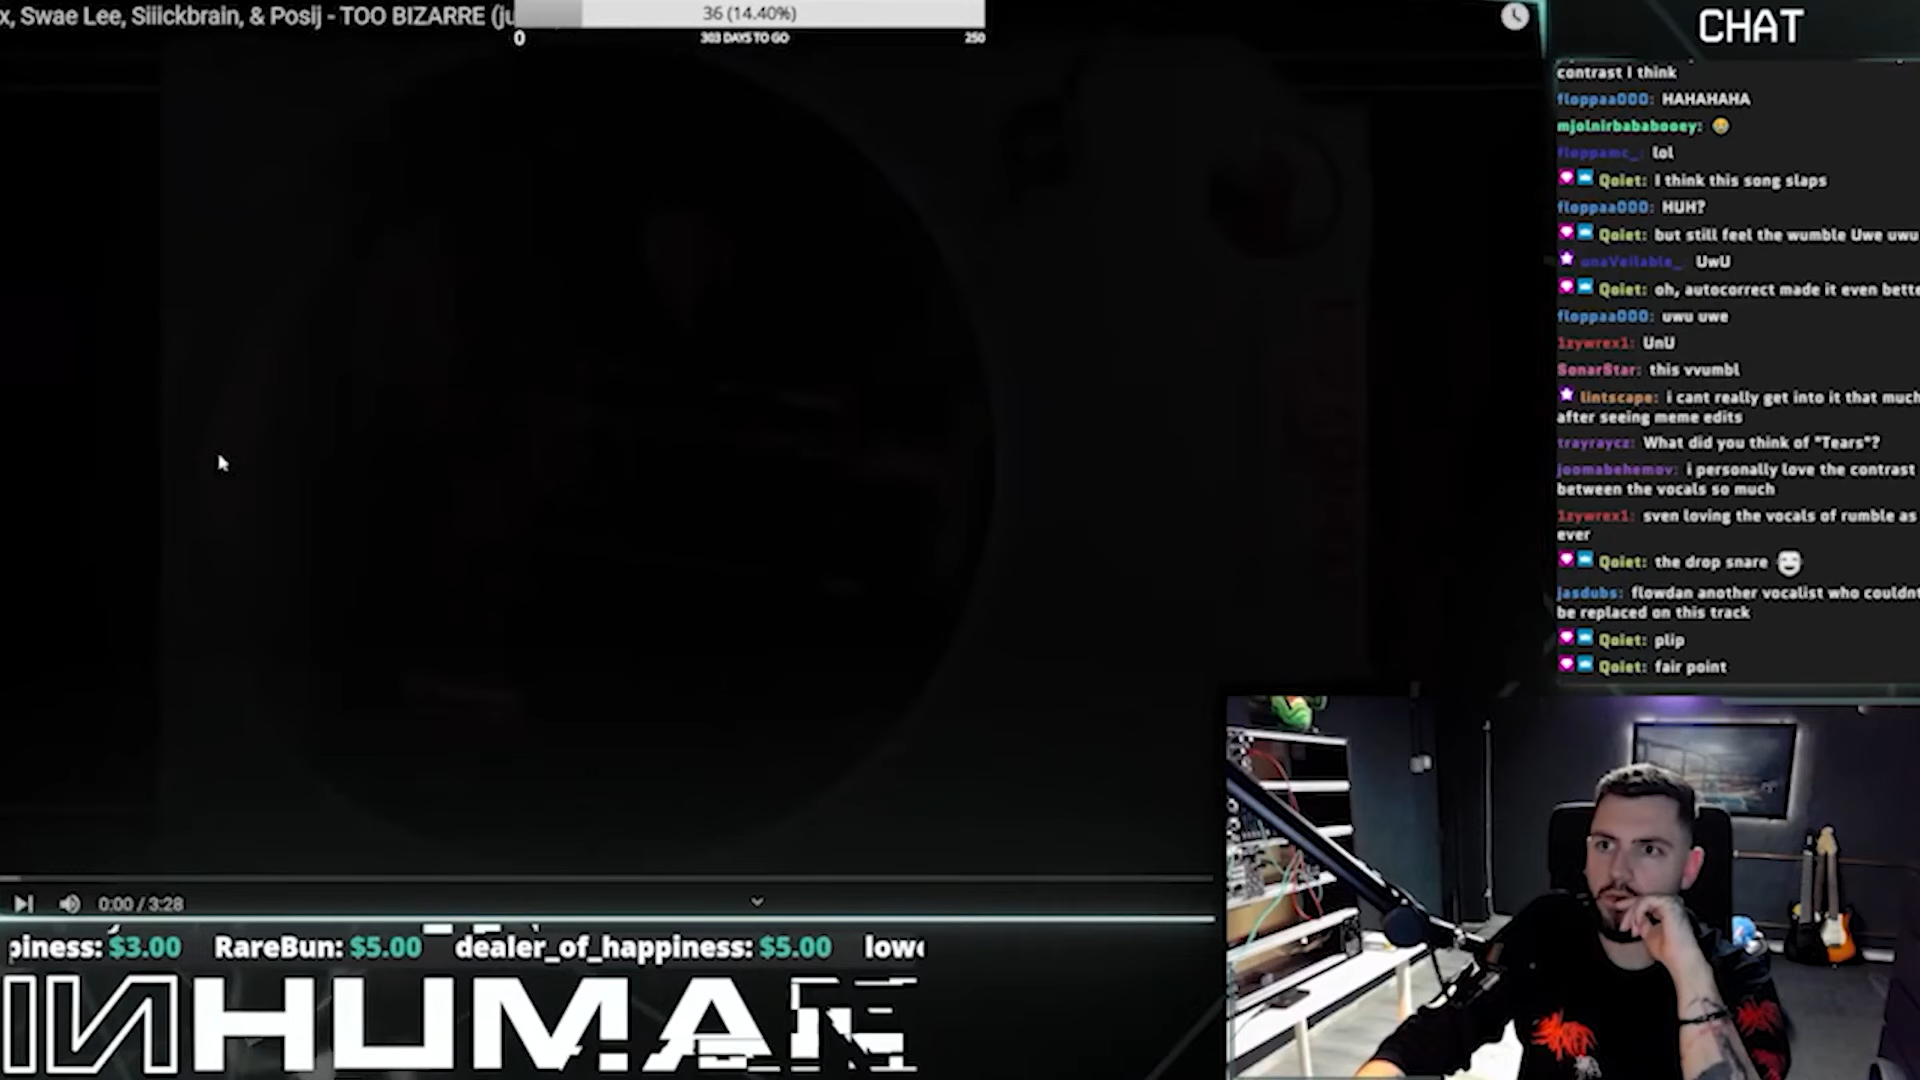 x, Swae Lee, Siiickbrain, & Posij - TOO BIZARRE (ju
36 (14.40%)
0
303 DAYS TO GO
250
CHAT
contrast I think
floppaa000: HAHAHAHA
mjolnirbababooey: 😂
floppamc_: lol
Qoiet: I think this song slaps
floppaa000: HUH?
Qoiet: but still feel the wumble Uwe uwu
unaVeilable_: UwU
Qoiet: oh, autocorrect made it even bette
floppaa000: uwu uwe
1zywrex1: UnU
SonarStar: this vvumbl
lintscape: i cant really get into it that much
after seeing meme edits
trayraycz: What did you think of "Tears"?
joomabehemov: i personally love the contrast
between the vocals so much
1zywrex1: sven loving the vocals of rumble as
ever
Qoiet: the drop snare
jasdubs: flowdan another vocalist who couldnt
be replaced on this track
Qoiet: plip
Qoiet: fair point
0:00 / 3:28
piness: $3.00 RareBun: $5.00 dealer_of_happiness: $5.00 lowe
INHUMAN